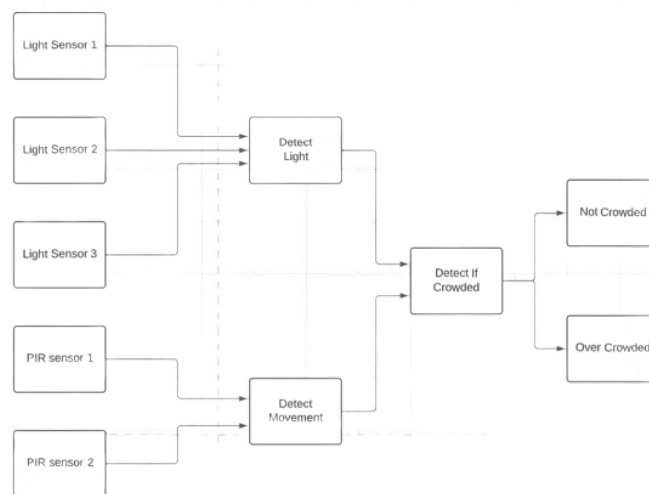 Light Sensor 1
Light Sensor 2
Detect
Light
Light Sensor 3
Not Crowded
Detect If
Crowded
Over Crowded
PIR sensor 1
Detect
Movement
PIR sensor 2